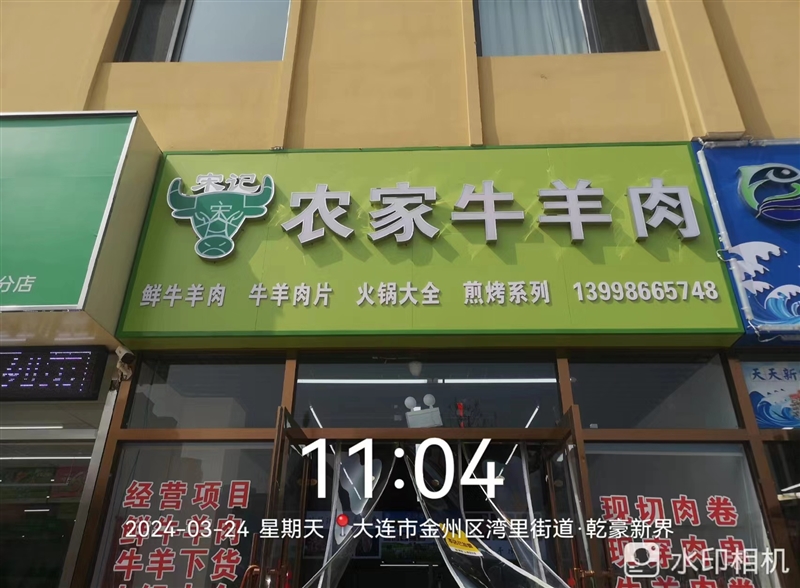 宋记
宋
农家牛羊肉
鲜牛羊肉 牛羊肉片 火锅大全 煎烤系列 13998665748
分店
天天新
11:04
经营项目
现切肉卷
2024-03-24 星期天 大连市金州区湾里街道·乾豪新界
牛羊下货
水印相机